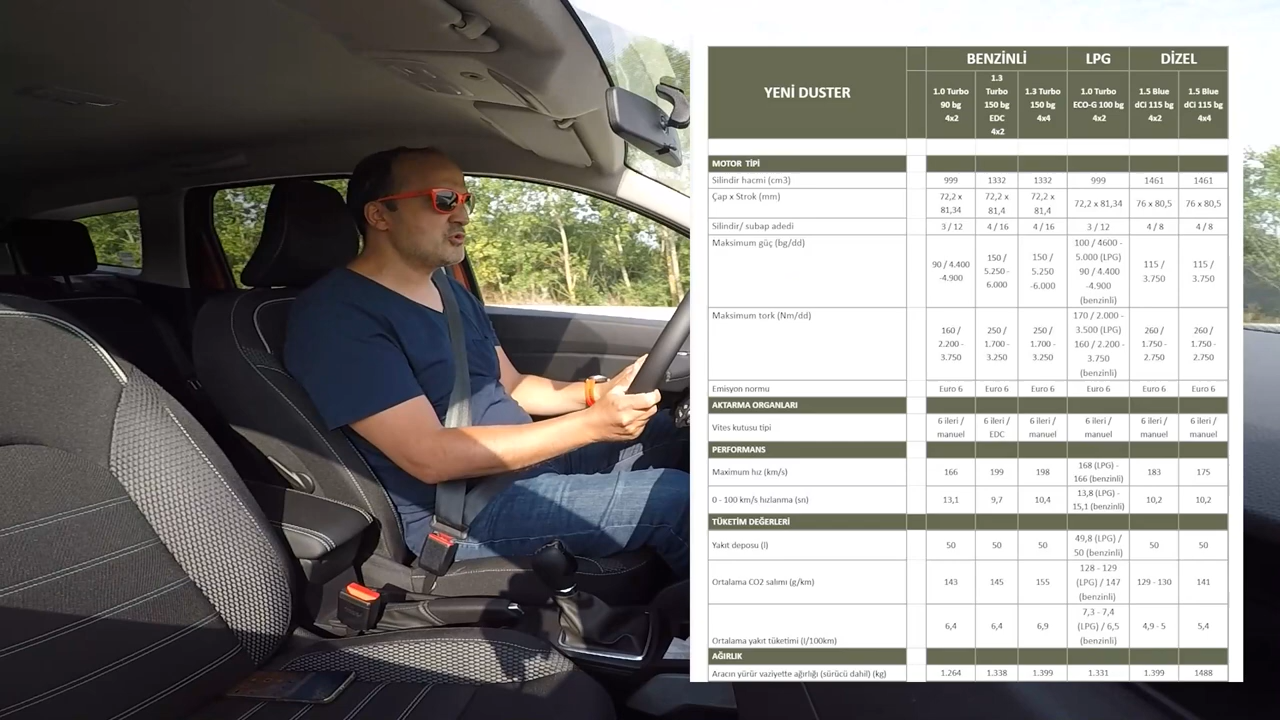 YENİ DUSTER BENZİNLİ LPG DİZEL
1.0 Turbo 90 bg 4x2 1.3 Turbo 150 bg EDC 4x2 1.3 Turbo 150 bg 4x4 1.0 Turbo ECO-G 100 bg 4x2 1.5 Blue dCi 115 bg 4x2 1.5 Blue dCi 115 bg 4x4
MOTOR TİPİ
Silindir hacmi (cm3) 999 1332 1332 999 1461 1461
Çap x Strok (mm) 72,2 x 81,34 72,2 x 81,4 72,2 x 81,4 72,2 x 81,34 76 x 80,5 76 x 80,5
Silindir/ subap adedi 3 / 12 4 / 16 4 / 16 3 / 12 4 / 8 4 / 8
Maksimum güç (bg/dd) 90 / 4.400 -4.900 150 / 5.250 - 6.000 150 / 5.250 -6.000 100 / 4600 - 5.000 (LPG) 90 / 4.400 -4.900 (benzinli) 115 / 3.750 115 / 3.750
Maksimum tork (Nm/dd) 160 / 2.200 - 3.750 250 / 1.700 - 3.250 250 / 1.700 - 3.250 170 / 2.000 - 3.500 (LPG) 160 / 2.200 - 3.750 (benzinli) 260 / 1.750 - 2.750 260 / 1.750 - 2.750
Emisyon normu Euro 6 Euro 6 Euro 6 Euro 6 Euro 6 Euro 6
AKTARMA ORGANLARI
Vites kutusu tipi 6 ileri / manuel 6 ileri / EDC 6 ileri / manuel 6 ileri / manuel 6 ileri / manuel 6 ileri / manuel
PERFORMANS
Maximum hız (km/s) 166 199 198 168 (LPG) - 166 (benzinli) 183 175
0 - 100 km/s hızlanma (sn) 13,1 9,7 10,4 13,8 (LPG) - 15,1 (benzinli) 10,2 10,2
TÜKETİM DEĞERLERİ
Yakıt deposu (l) 50 50 50 49,8 (LPG) / 50 (benzinli) 50 50
Ortalama CO2 salımı (g/km) 143 145 155 128 - 129 (LPG) / 147 (benzinli) 129 - 130 141
Ortalama yakıt tüketimi (l/100km) 6,4 6,4 6,9 7,3 - 7,4 (LPG) / 6,5 (benzinli) 4,9 - 5 5,4
AĞIRLIK
Aracın yürür vaziyette ağırlığı (sürücü dahil) (kg) 1.264 1.338 1.399 1.331 1.399 1488